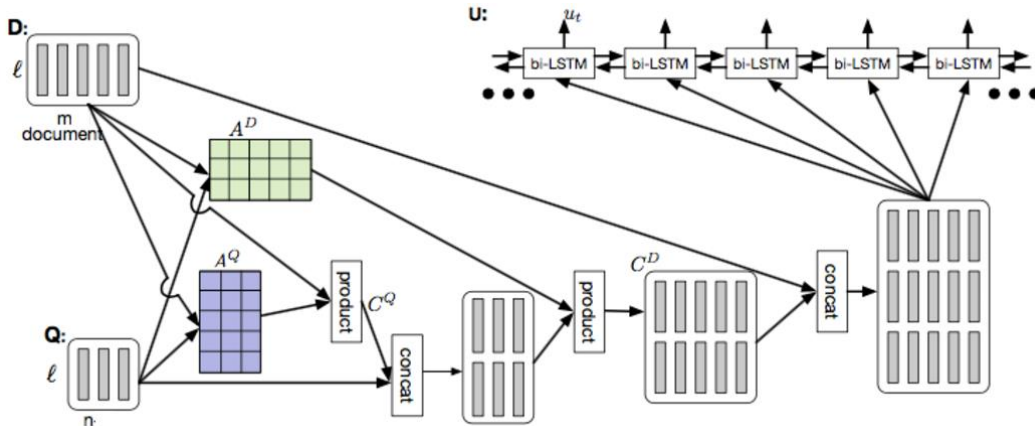 D:
ℓ
m
document
A^D
A^Q
Q:
ℓ
n
product
C^Q
concat
product
C^D
concat
U:
u_t
bi-LSTM
bi-LSTM
bi-LSTM
bi-LSTM
bi-LSTM